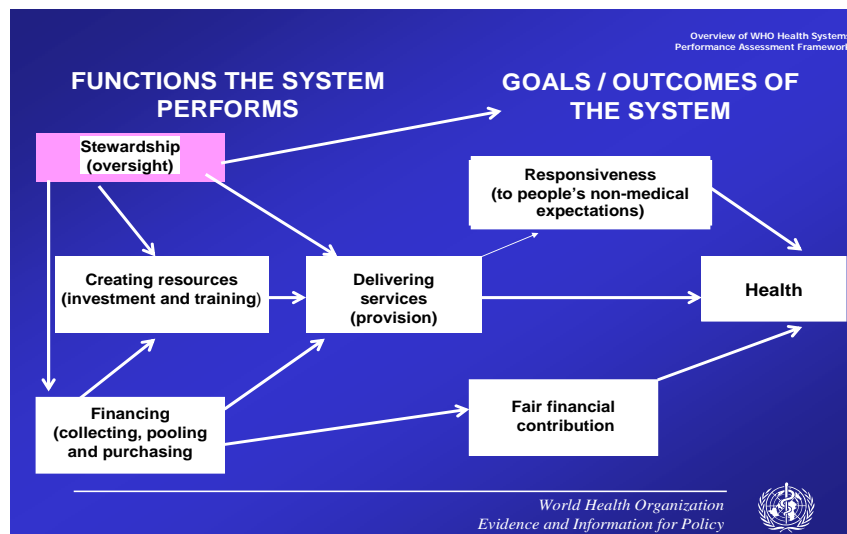 Overview of WHO Health Systems
Performance Assessment Framework
FUNCTIONS THE SYSTEM
PERFORMS
GOALS / OUTCOMES OF
THE SYSTEM
Stewardship
(oversight)
Responsiveness
(to people's non-medical
expectations)
Creating resources
(investment and training)
Delivering
services
(provision)
Health
Financing
(collecting, pooling
and purchasing
Fair financial
contribution
World Health Organization
Evidence and Information for Policy